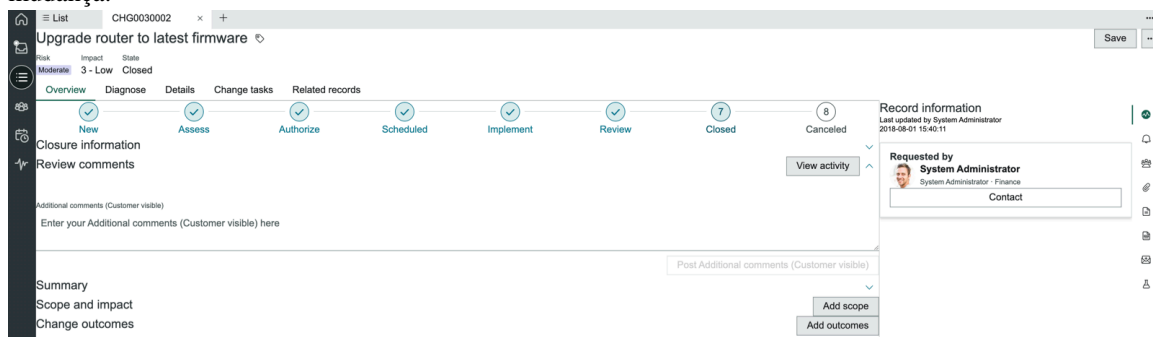 List CHG0030002 × +
Upgrade router to latest firmware
Save
Risk Impact State
Moderate 3 - Low Closed
Overview Diagnose Details Change tasks Related records
7 8
New Assess Authorize Scheduled Implement Review Closed Canceled
Closure information
Review comments
View activity
Additional comments (Customer visible)
Enter your Additional comments (Customer visible) here
Post Additional comments (Customer visible)
Summary
Scope and impact
Add scope
Change outcomes
Add outcomes
Record information
Last updated by System Administrator
2018-08-01 15:40:11
Requested by
System Administrator
System Administrator · Finance
Contact